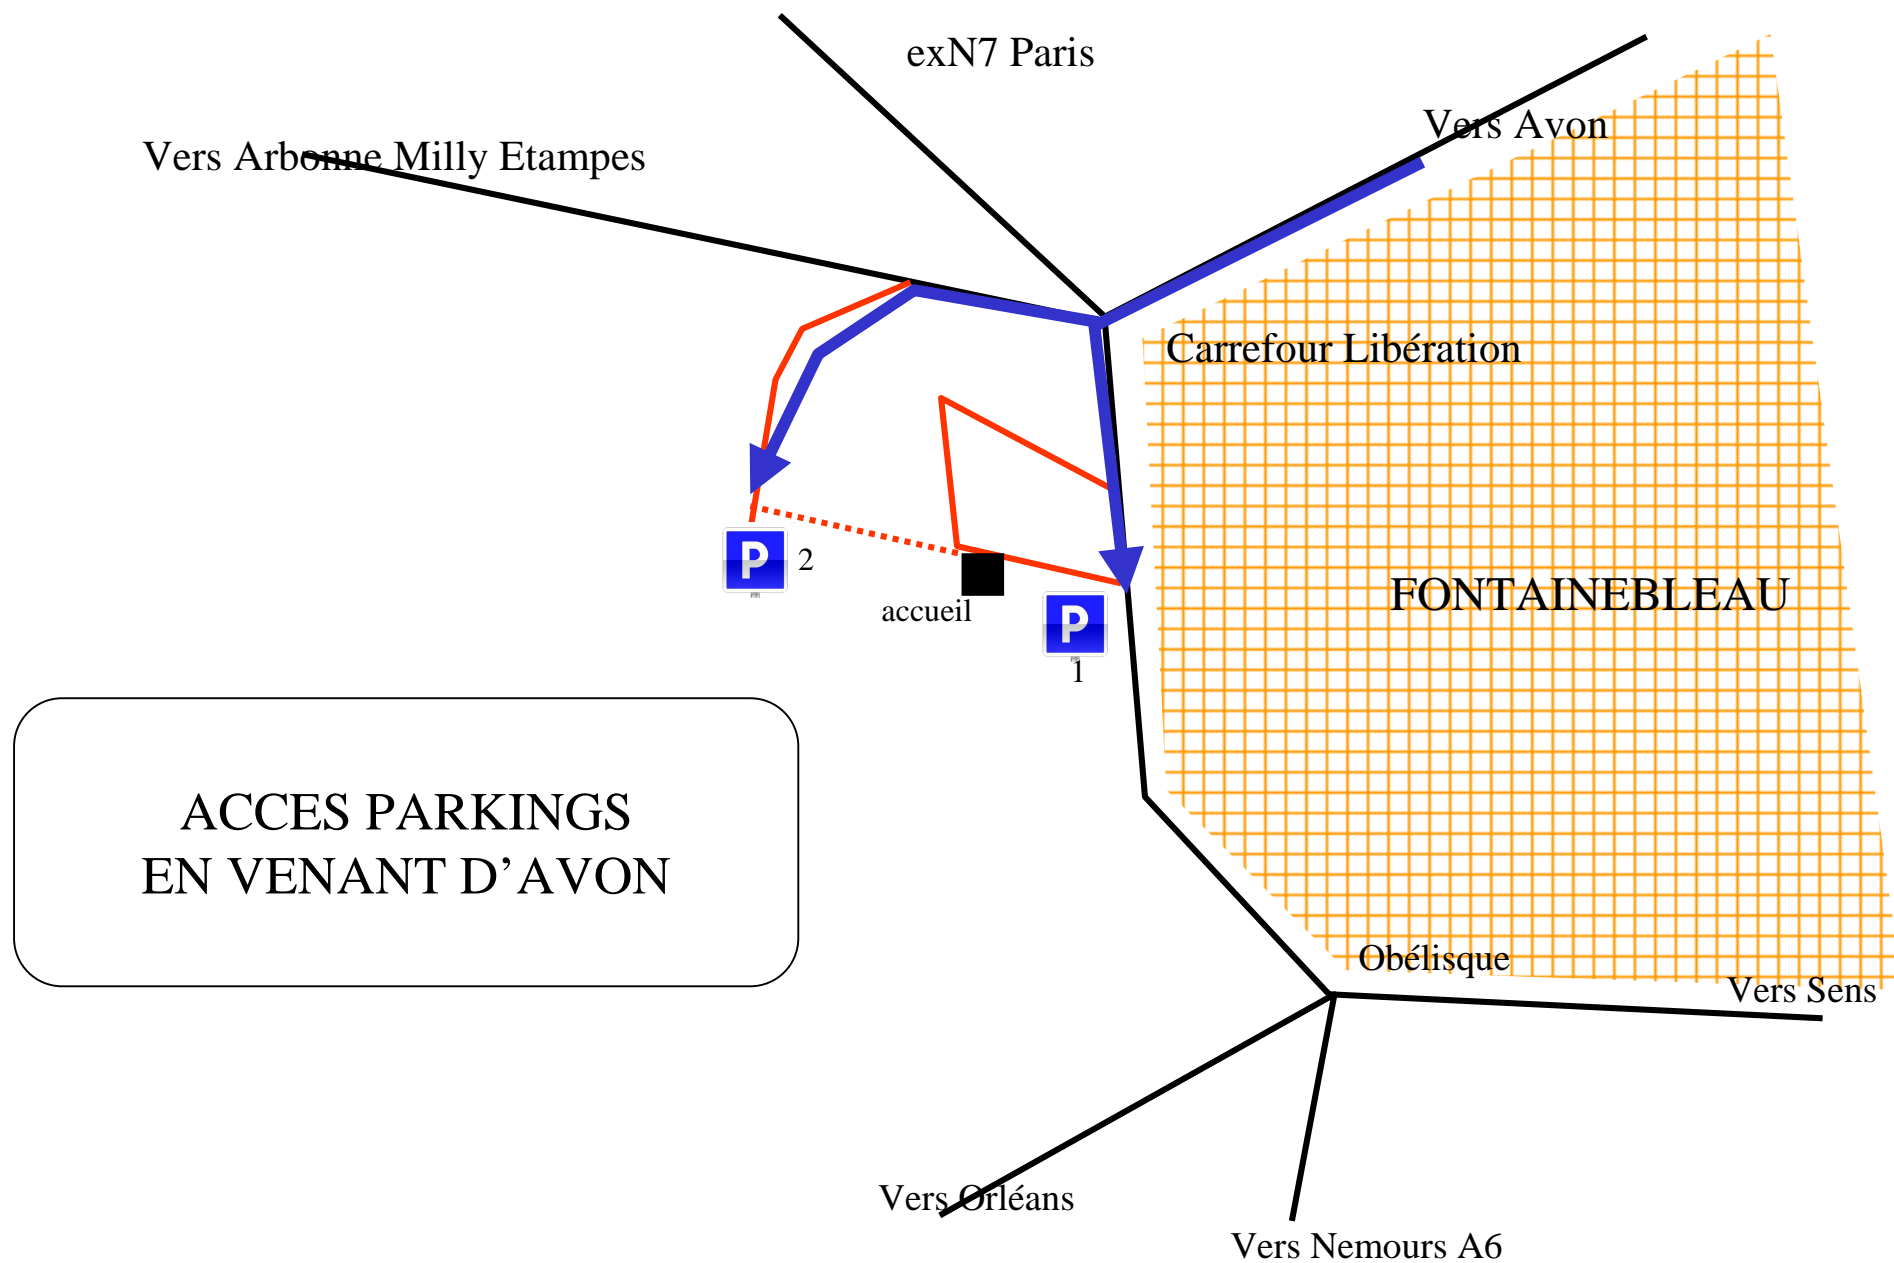 exN7 Paris
Vers Avon
Vers Arbonne Milly Etampes
Carrefour Libération
P
2
accueil
P
1
FONTAINEBLEAU
ACCES PARKINGS
EN VENANT D’AVON
Obélisque
Vers Sens
Vers Orléans
Vers Nemours A6